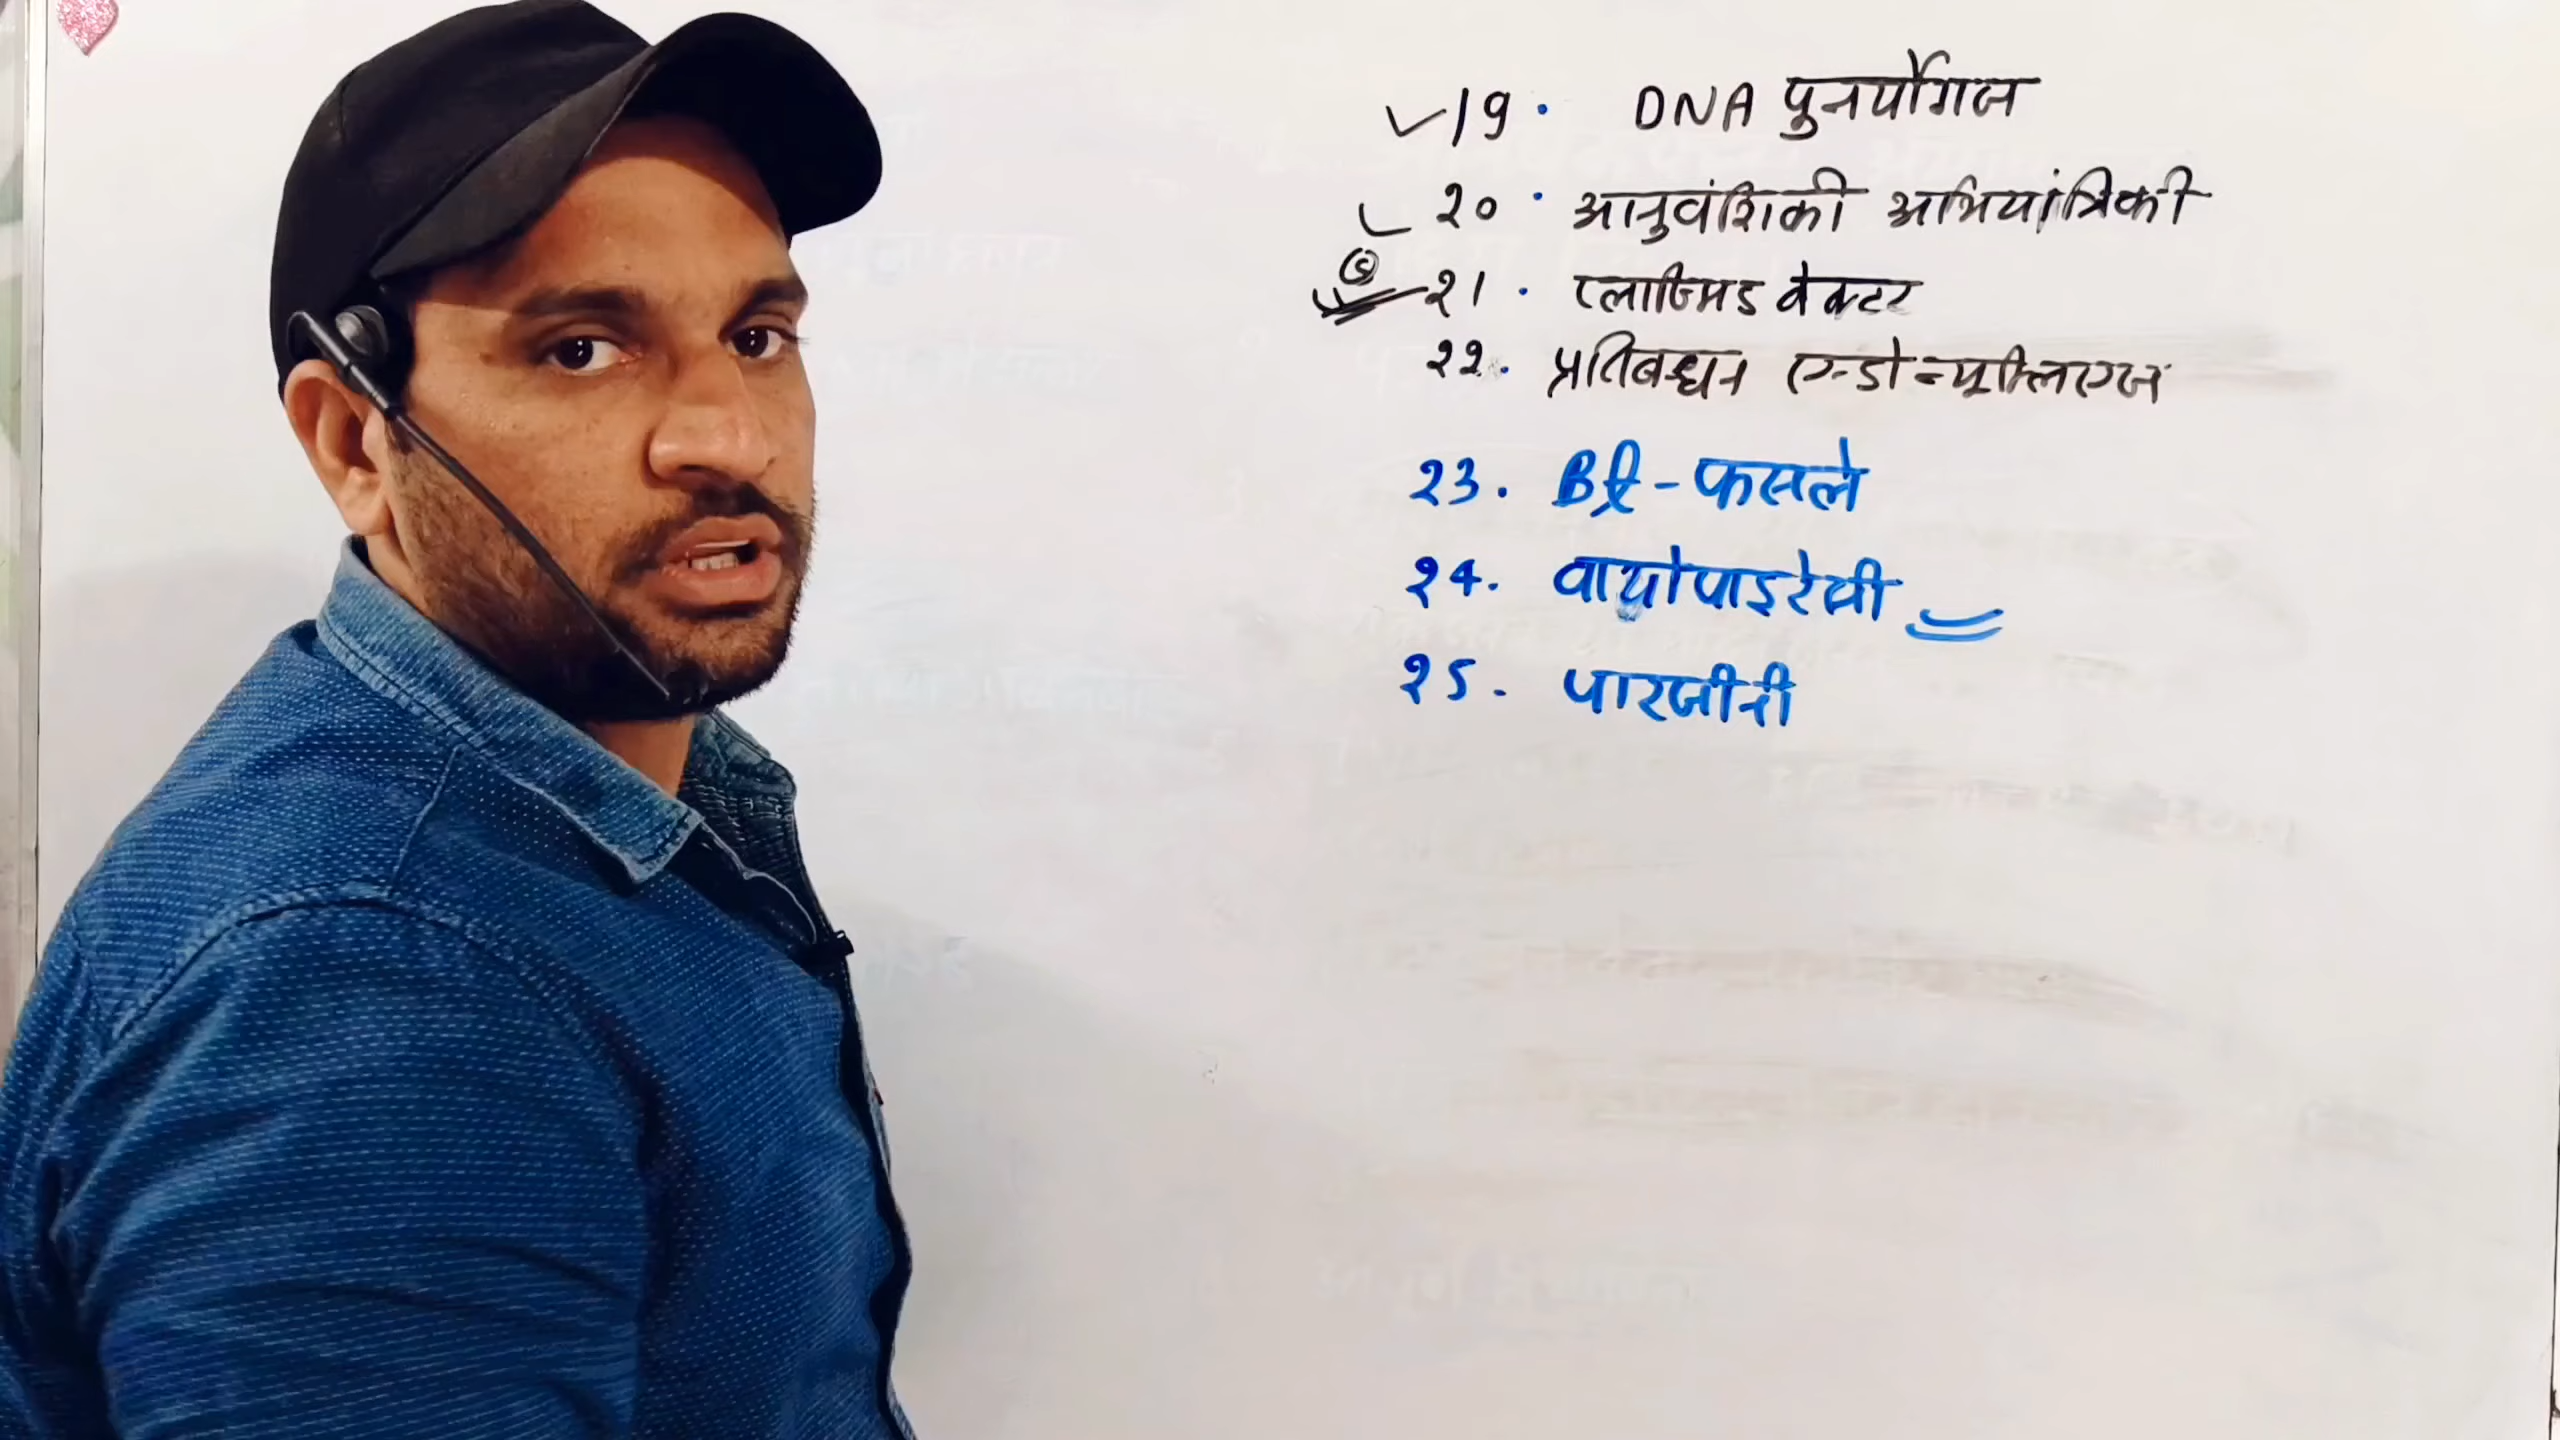 19. DNA पुनर्योगज
20. आनुवंशिकी अभियांत्रिकी
21. प्लाज्मिड वेक्टर
22. प्रतिबन्धन एन्डोन्यूक्लिएज
23. Bt-फसले
24. वायोपाइरेसी
25. पारजीनी